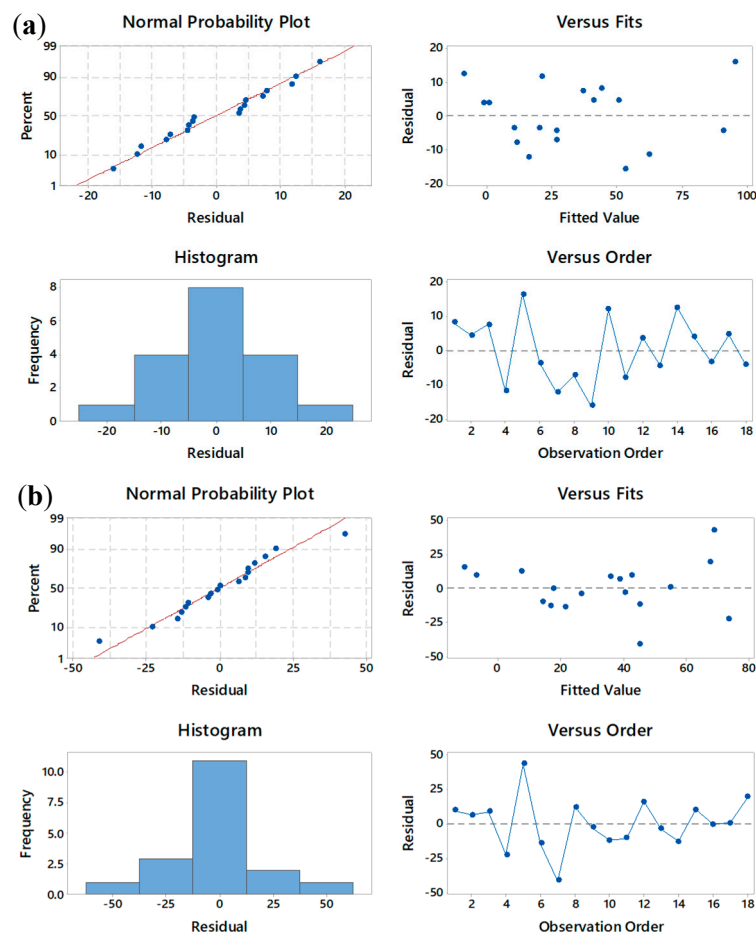 (a)
Normal Probability Plot
99
90
50
10
1
Percent
-20 -10 0 10 20
Residual
Versus Fits
20
10
0
-10
-20
Residual
0 25 50 75 100
Fitted Value
Histogram
8
6
4
2
0
Frequency
-20 -10 0 10 20
Residual
Versus Order
20
10
0
-10
-20
Residual
2 4 6 8 10 12 14 16 18
Observation Order
(b)
Normal Probability Plot
99
90
50
10
1
Percent
-50 -25 0 25 50
Residual
Versus Fits
50
25
0
-25
-50
Residual
0 20 40 60 80
Fitted Value
Histogram
10.0
7.5
5.0
2.5
0.0
Frequency
-50 -25 0 25 50
Residual
Versus Order
50
25
0
-25
-50
Residual
2 4 6 8 10 12 14 16 18
Observation Order